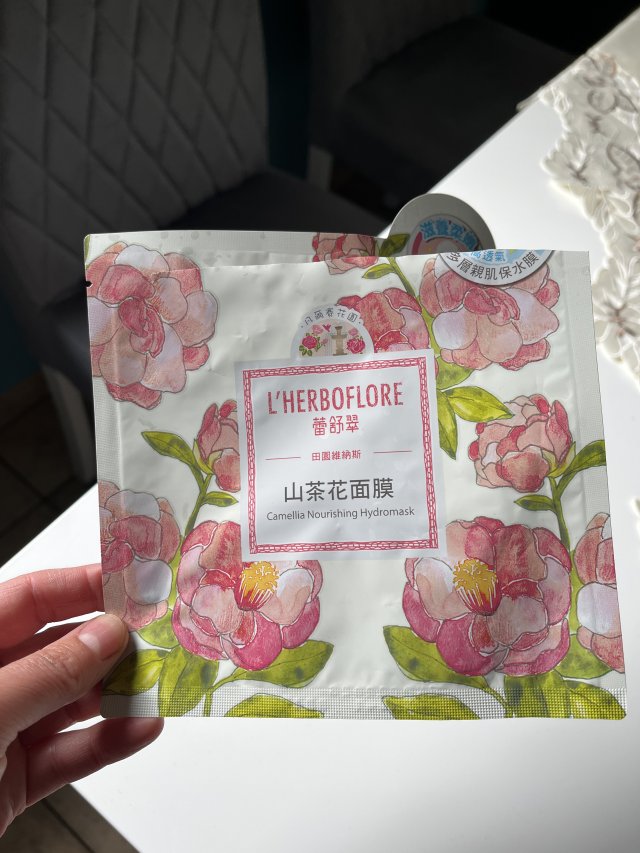 多層親肌保水膜
L'HERBOFLORE
蕾舒翠
田園維納斯
山茶花面膜
Camellia Nourishing Hydromask